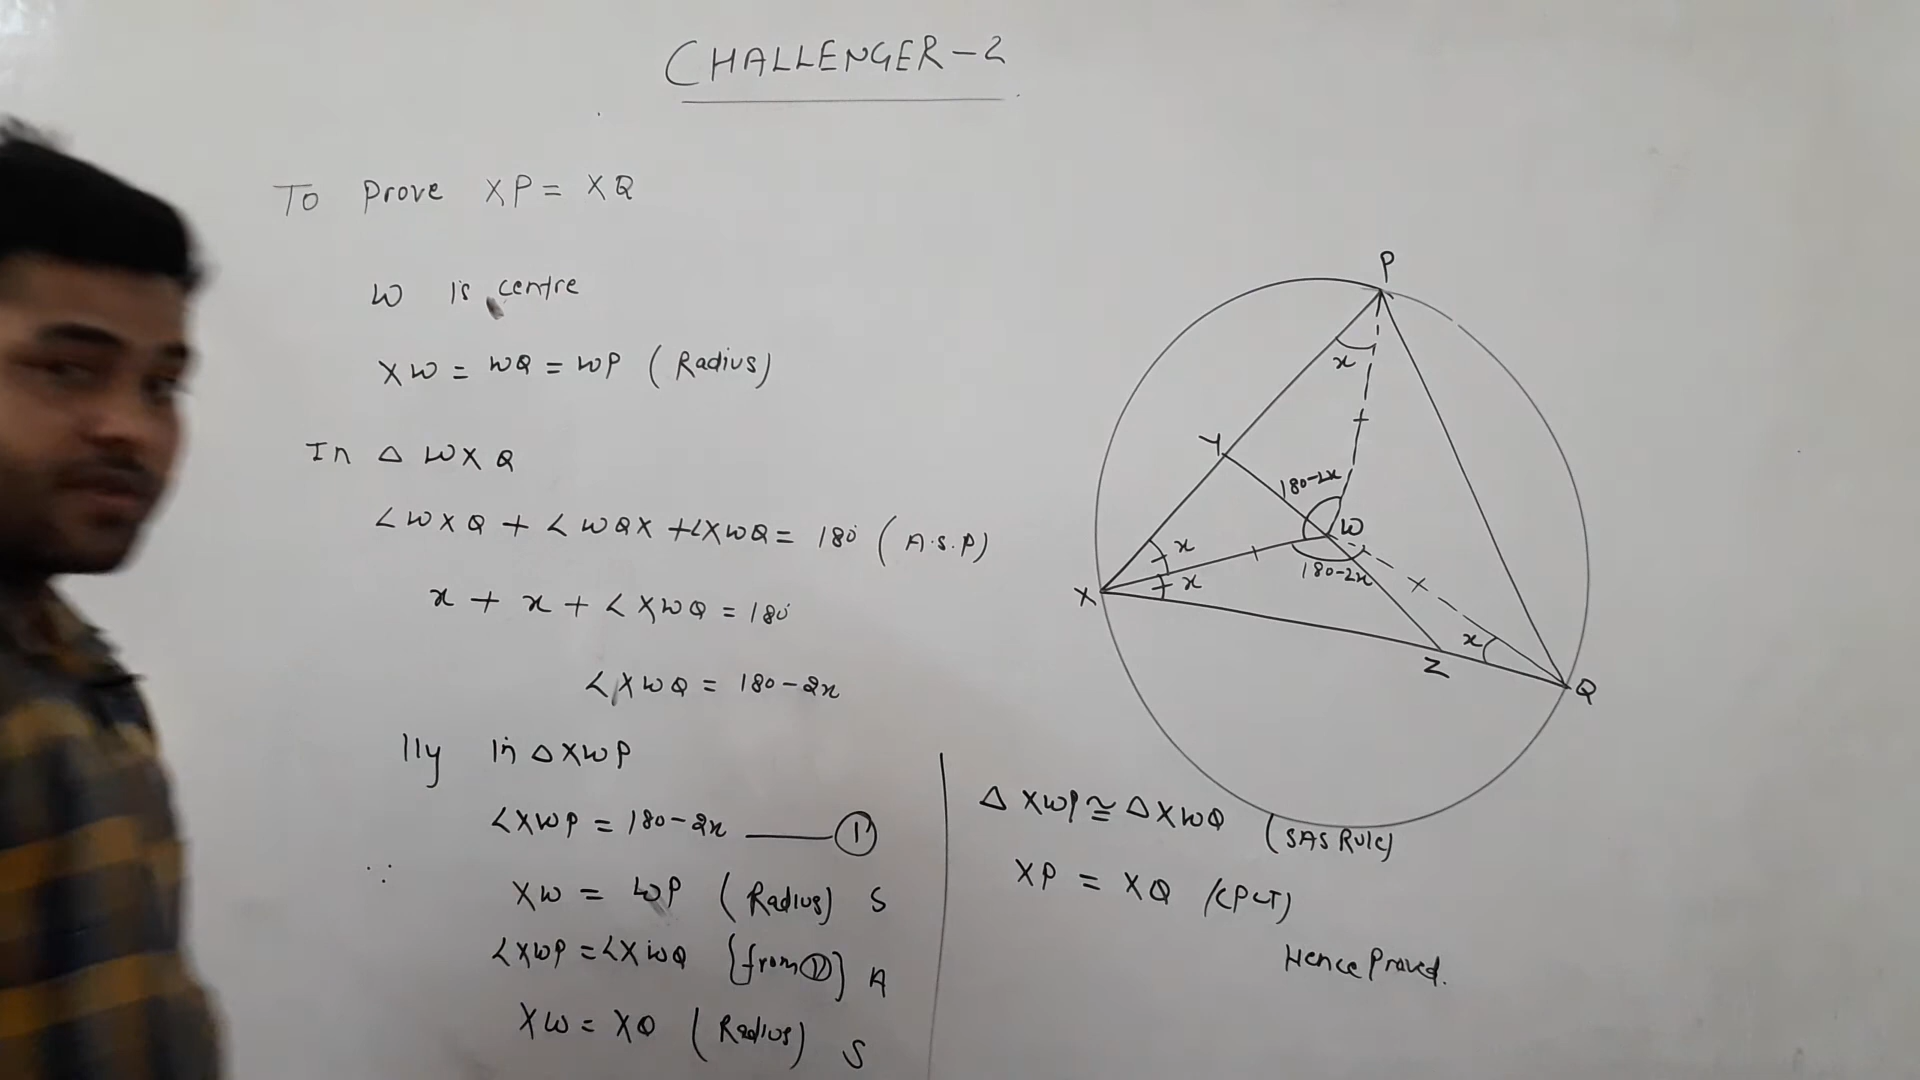 CHALLENGER-2
To Prove XP = XQ
W is centre
XW = WQ = WP (Radius)
In △ WXQ
∠WXQ + ∠WQX + ∠XWQ = 180° (A.S.P)
x + x + ∠XWQ = 180°
∠XWQ = 180-2x
lly in △XWP
∠XWP = 180-2x ——— ①
∵
XW = WP (Radius) S
∠XWP = ∠XWQ {from ①} A
XW = XQ (Radius) S
△ XWP ≅ △XWQ (SAS Rule)
XP = XQ (CPCT)
Hence Proved.
P
x
Y
180-2x
W
x
x
180-2x
X
x
Z
Q